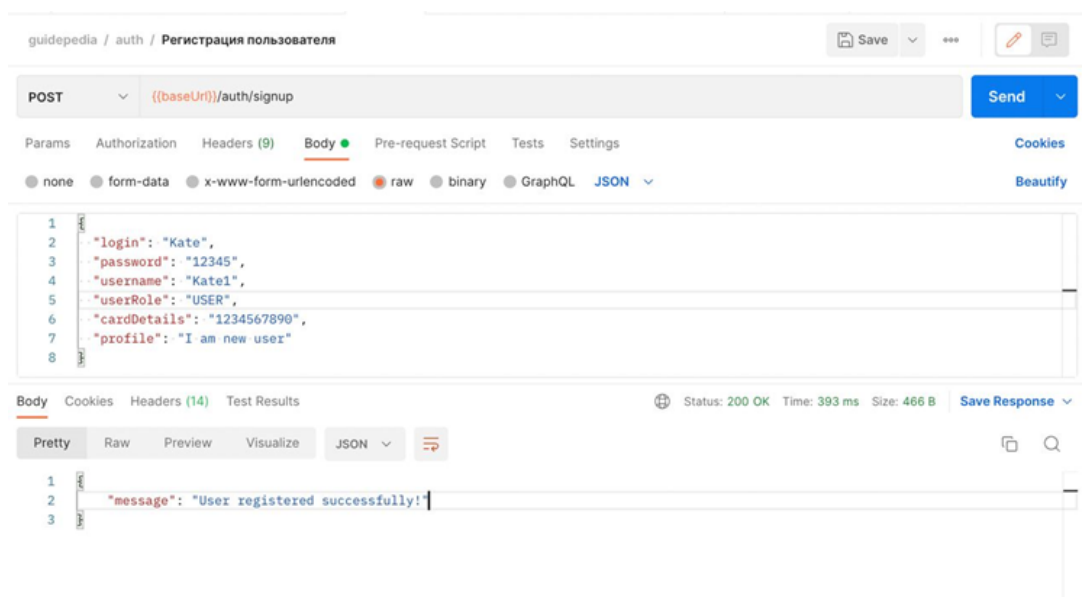 guidepedia / auth / Регистрация пользователя
Save
POST {{baseUrl}}/auth/signup Send
Params Authorization Headers (9) Body Pre-request Script Tests Settings Cookies
none form-data x-www-form-urlencoded raw binary GraphQL JSON Beautify
1 {
2 "login": "Kate",
3 "password": "12345",
4 "username": "Kate1",
5 "userRole": "USER",
6 "cardDetails": "1234567890",
7 "profile": "I am new user"
8 }
Body Cookies Headers (14) Test Results Status: 200 OK Time: 393 ms Size: 466 B Save Response
Pretty Raw Preview Visualize JSON
1 {
2 "message": "User registered successfully!"
3 }